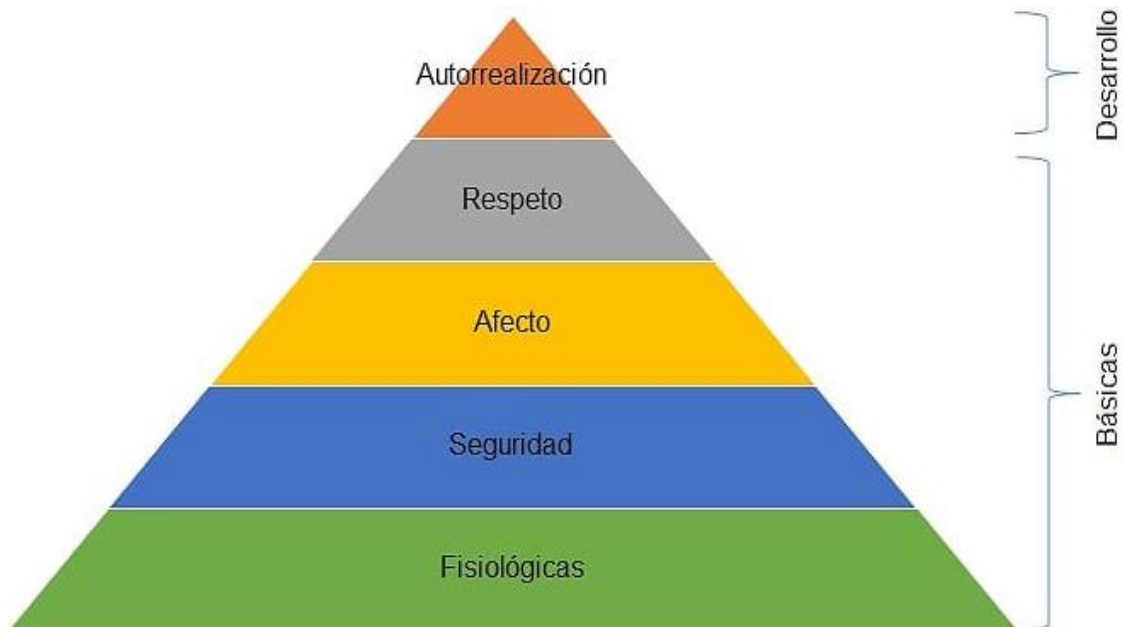 Autorrealización
Desarrollo
Respeto
Afecto
Básicas
Seguridad
Fisiológicas